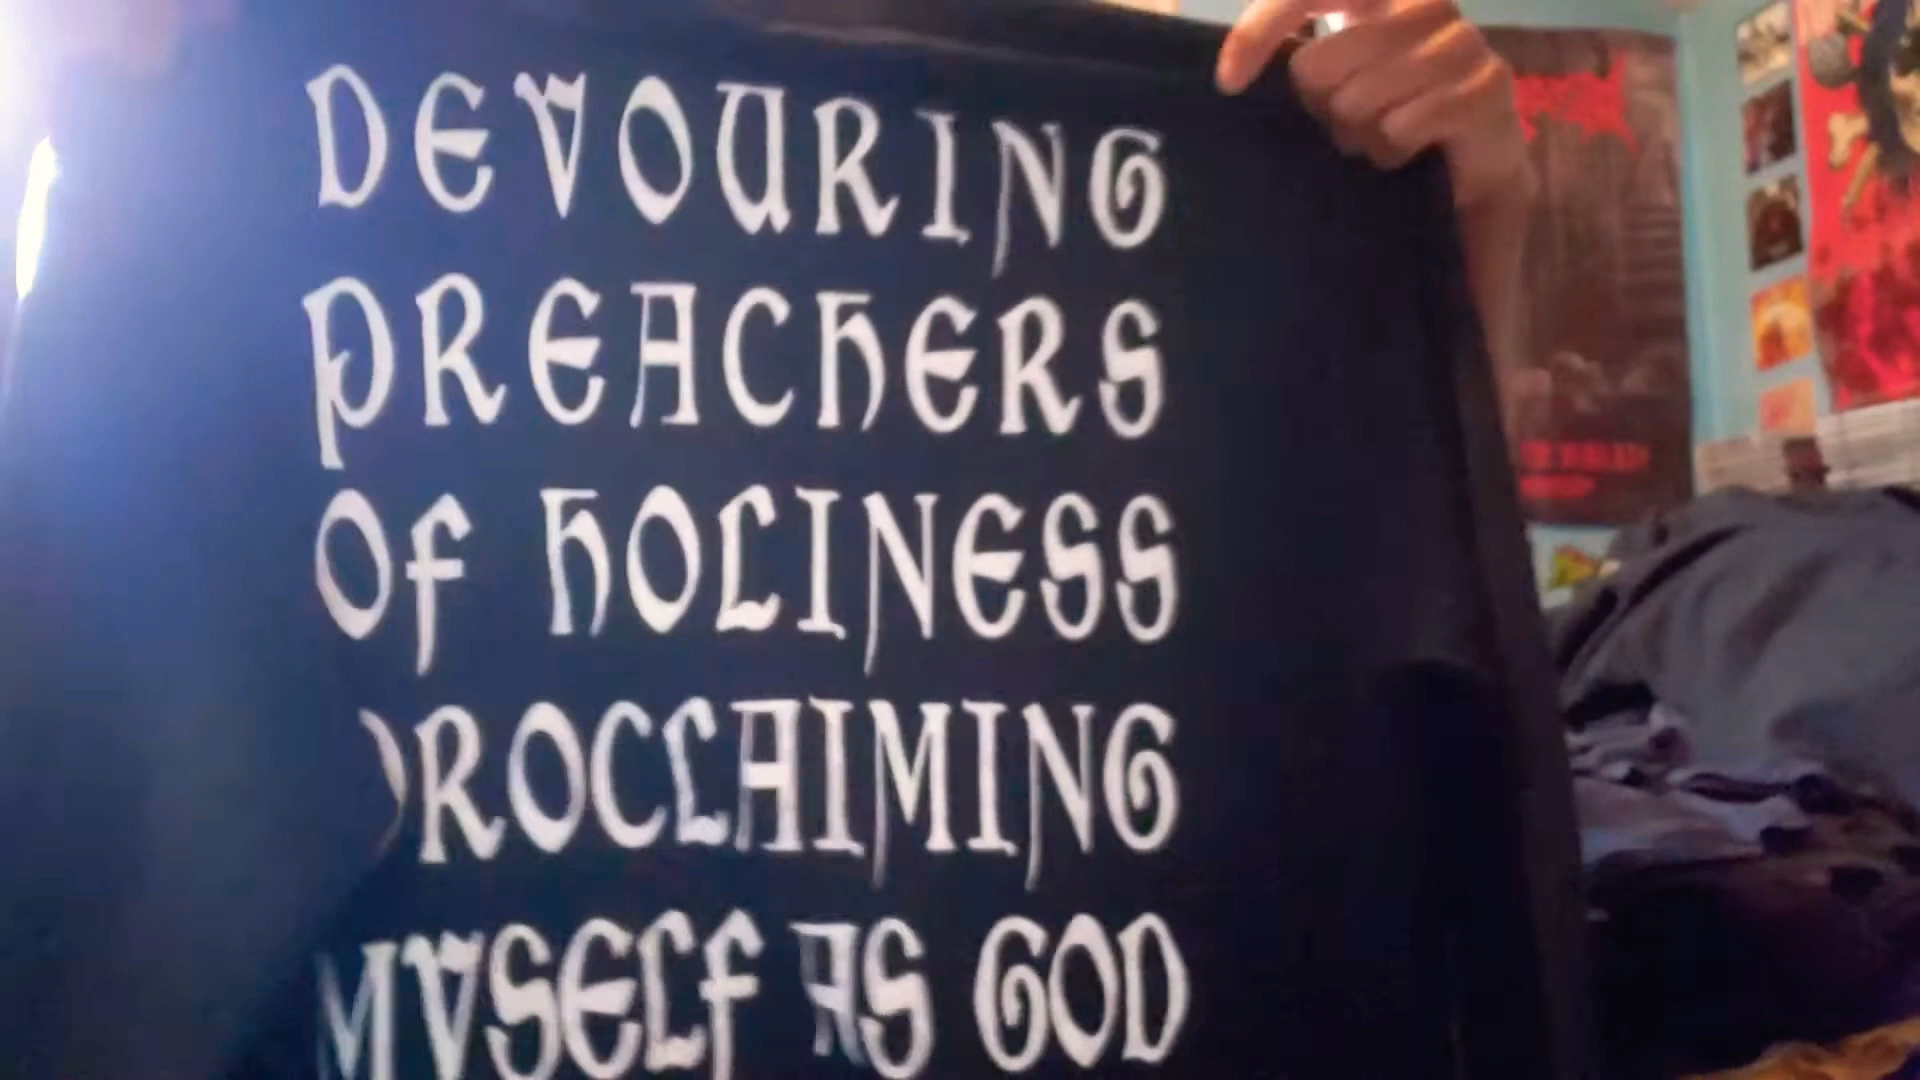 DEVOURING
PREACHERS
OF HOLINESS
PROCLAIMING
MYSELF AS GOD